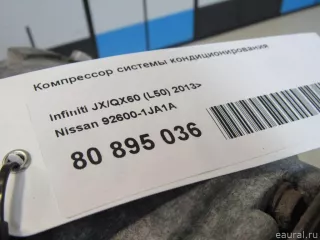 Компрессор системы кондиционирования
Infiniti JX/QX60 (L50) 2013>
Nissan 92600-1JA1A
80 895 036
eaural.ru